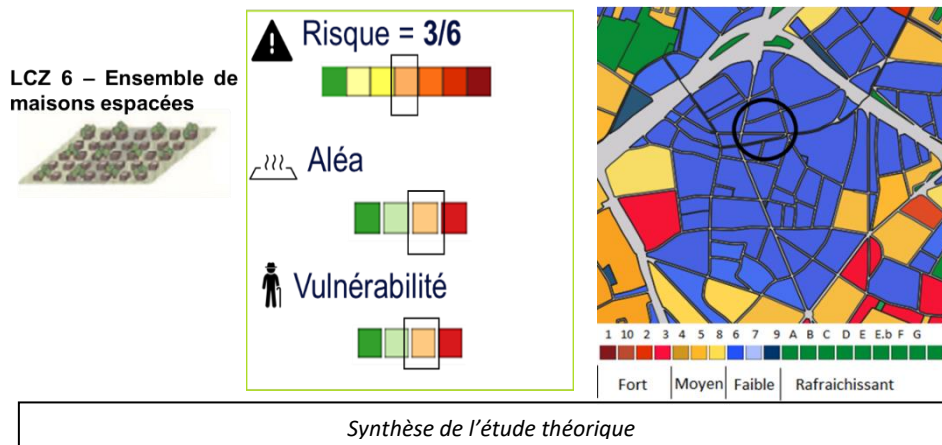 LCZ 6 – Ensemble de
maisons espacées
Risque = 3/6
Aléa
Vulnérabilité
1 10 2 3 4 5 8 6 7 9 A B C D E E.b F G
Fort Moyen Faible Rafraichissant
Synthèse de l'étude théorique